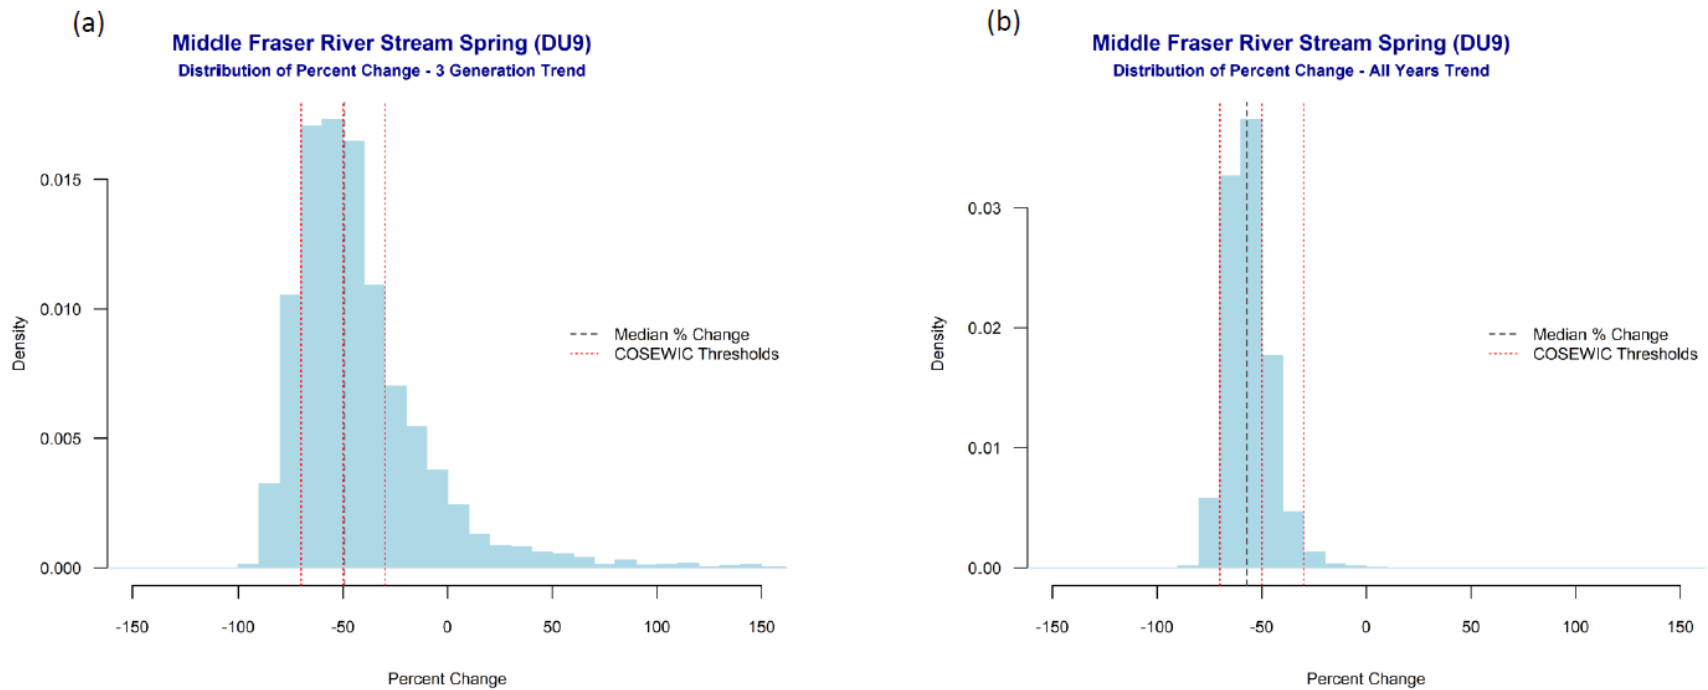 (a)
Middle Fraser River Stream Spring (DU9)
Distribution of Percent Change - 3 Generation Trend
0.015
0.010
0.005
0.000
Density
Median % Change
COSEWIC Thresholds
-150 -100 -50 0 50 100 150
Percent Change
(b)
Middle Fraser River Stream Spring (DU9)
Distribution of Percent Change - All Years Trend
0.03
0.02
0.01
0.00
Density
Median % Change
COSEWIC Thresholds
-150 -100 -50 0 50 100 150
Percent Change